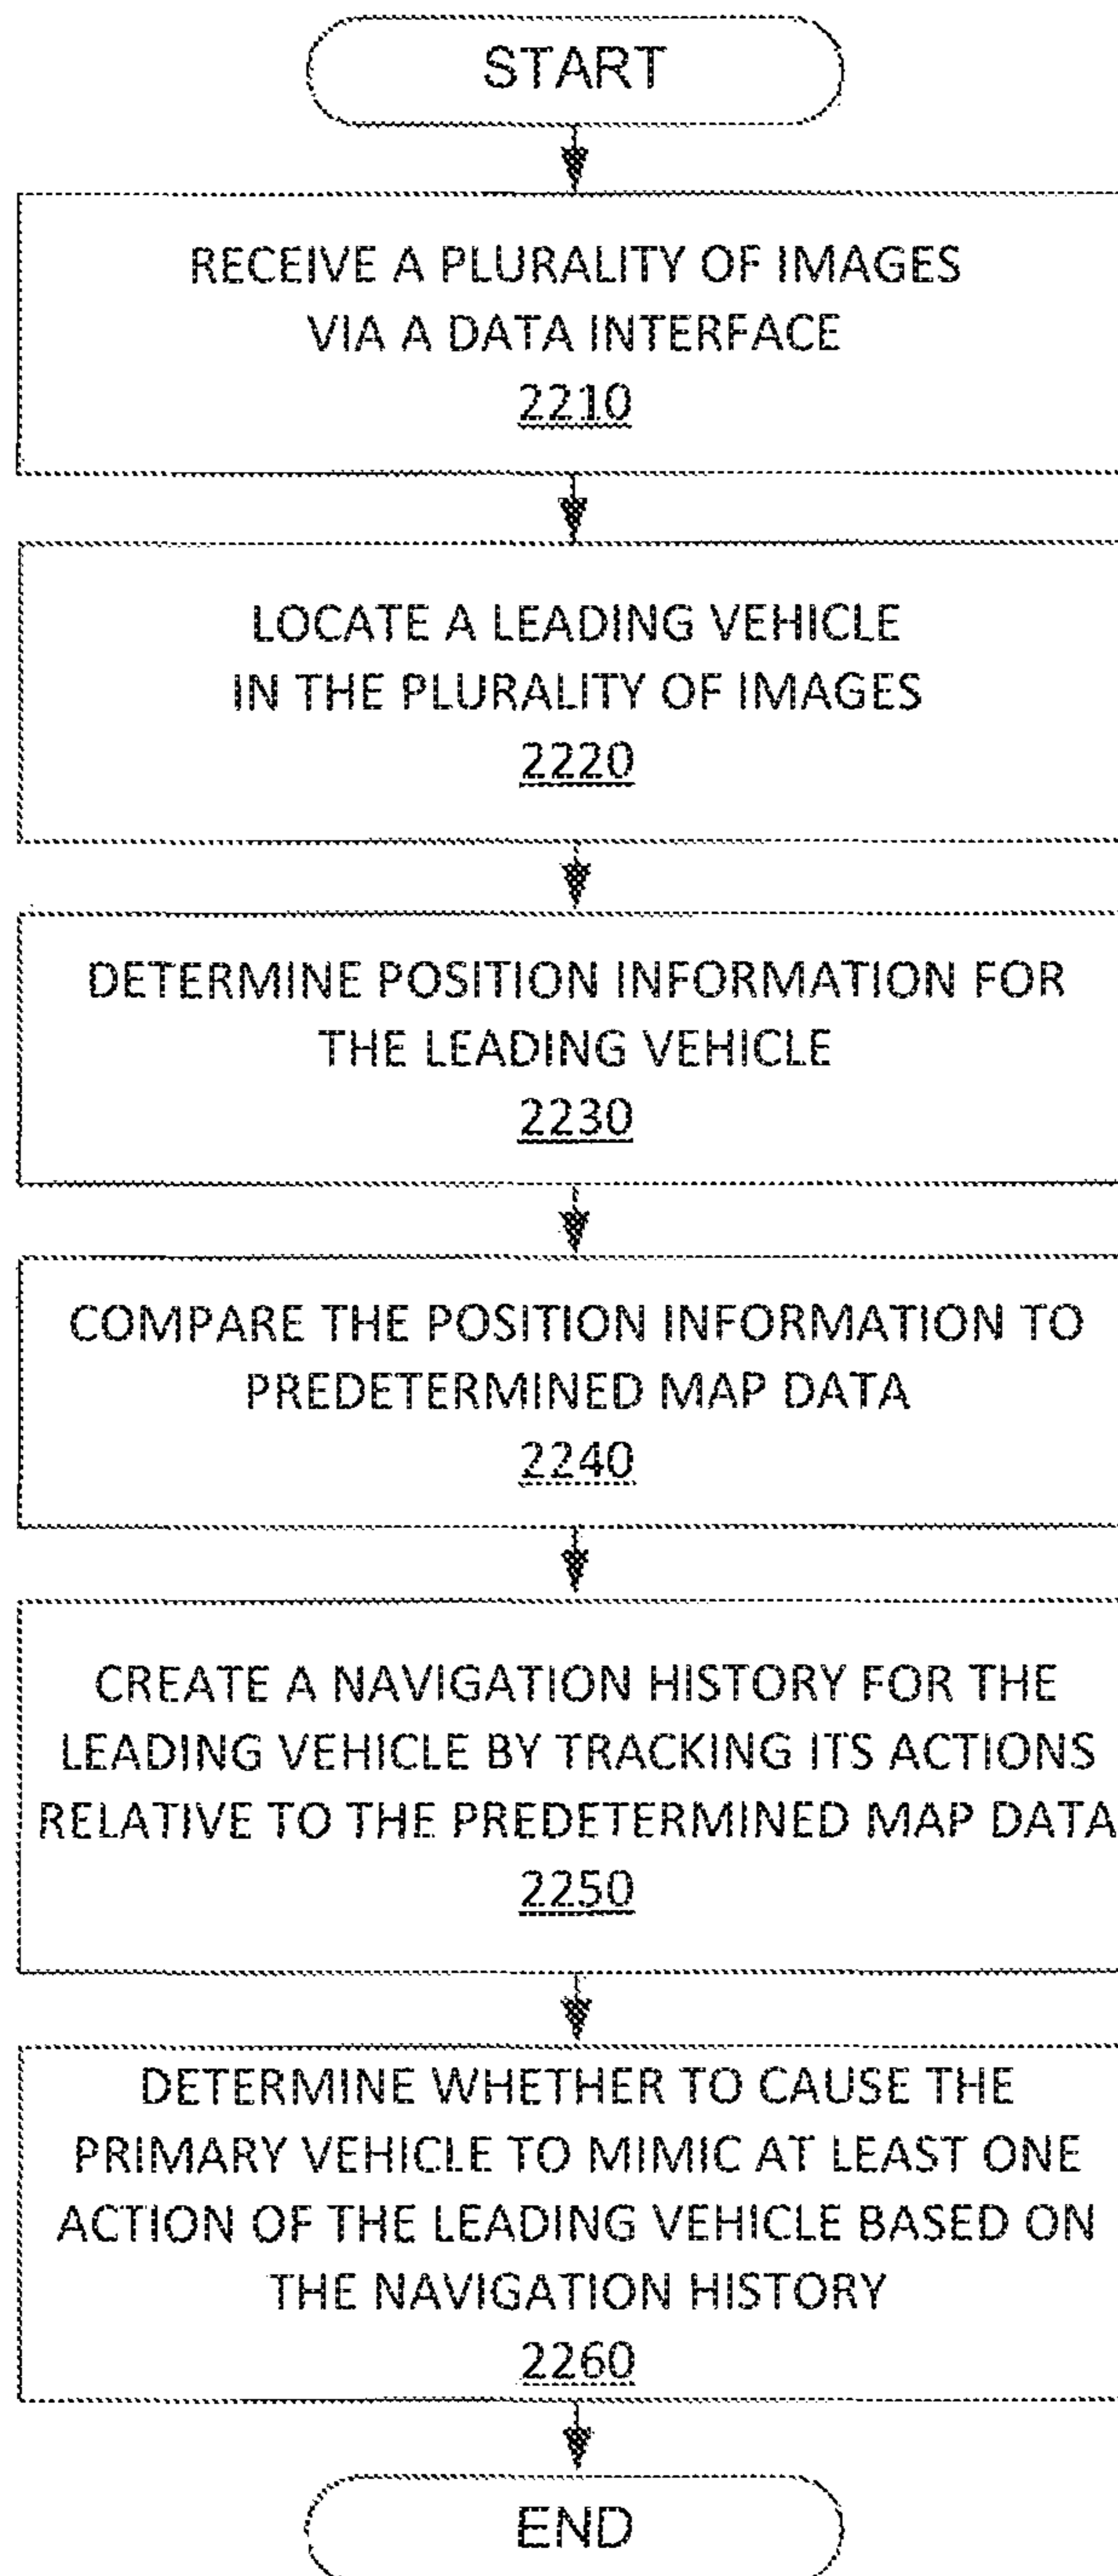 START
RECEIVE A PLURALITY OF IMAGES
VIA A DATA INTERFACE
2210
LOCATE A LEADING VEHICLE
IN THE PLURALITY OF IMAGES
2220
DETERMINE POSITION INFORMATION FOR
THE LEADING VEHICLE
2230
COMPARE THE POSITION INFORMATION TO
PREDETERMINED MAP DATA
2240
CREATE A NAVIGATION HISTORY FOR THE
LEADING VEHICLE BY TRACKING ITS ACTIONS
RELATIVE TO THE PREDETERMINED MAP DATA
2250
DETERMINE WHETHER TO CAUSE THE
PRIMARY VEHICLE TO MIMIC AT LEAST ONE
ACTION OF THE LEADING VEHICLE BASED ON
THE NAVIGATION HISTORY
2260
END